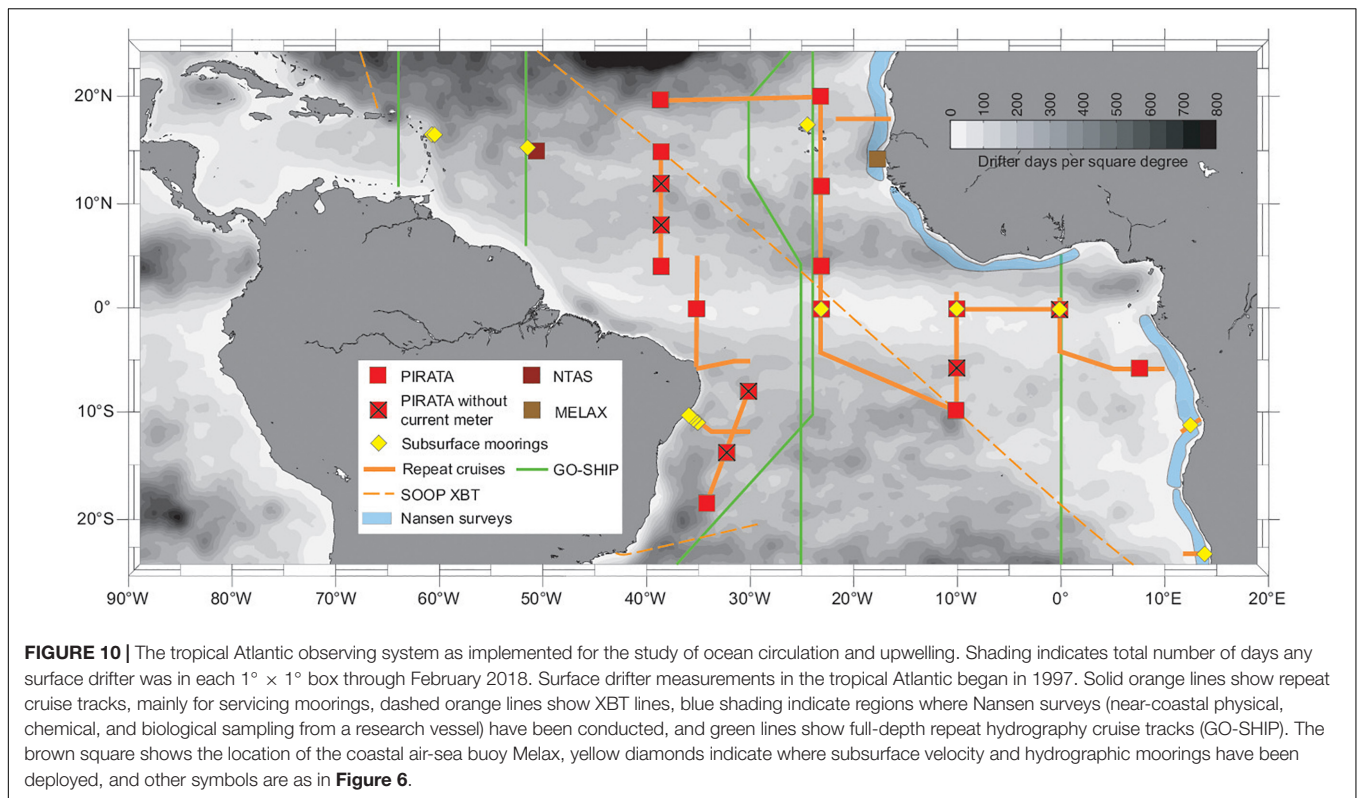 20°N
10°N
0°
10°S
20°S
90°W 80°W 70°W 60°W 50°W 40°W 30°W 20°W 10°W 0° 10°E 20°E
0 100 200 300 400 500 600 700 800
Drifter days per square degree
PIRATA
NTAS
PIRATA without
current meter
MELAX
Subsurface moorings
Repeat cruises
GO-SHIP
SOOP XBT
Nansen surveys
FIGURE 10 | The tropical Atlantic observing system as implemented for the study of ocean circulation and upwelling. Shading indicates total number of days any
surface drifter was in each 1° × 1° box through February 2018. Surface drifter measurements in the tropical Atlantic began in 1997. Solid orange lines show repeat
cruise tracks, mainly for servicing moorings, dashed orange lines show XBT lines, blue shading indicate regions where Nansen surveys (near-coastal physical,
chemical, and biological sampling from a research vessel) have been conducted, and green lines show full-depth repeat hydrography cruise tracks (GO-SHIP). The
brown square shows the location of the coastal air-sea buoy Melax, yellow diamonds indicate where subsurface velocity and hydrographic moorings have been
deployed, and other symbols are as in Figure 6.